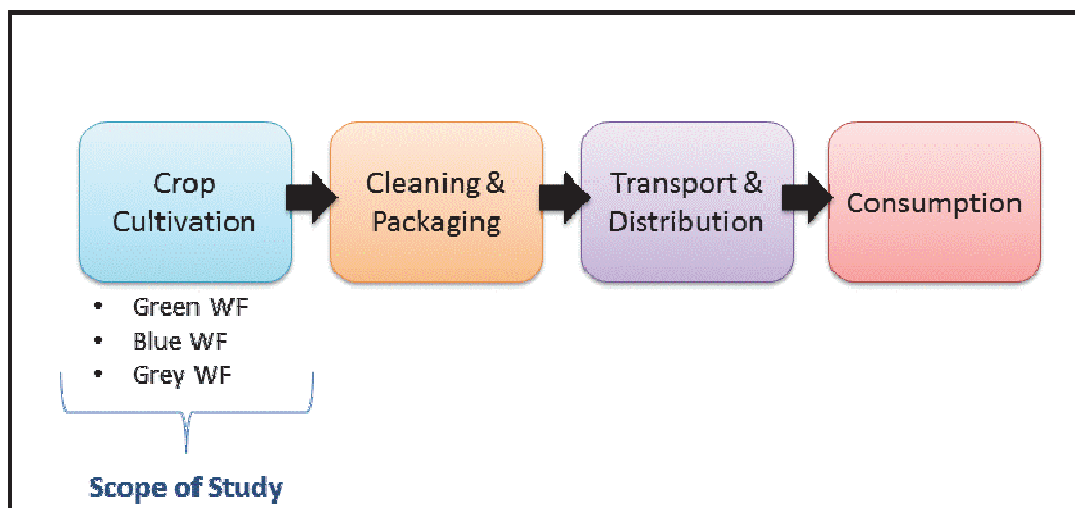 Crop
Cultivation
Cleaning &
Packaging
Transport &
Distribution
Consumption
• Green WF
• Blue WF
• Grey WF
Scope of Study